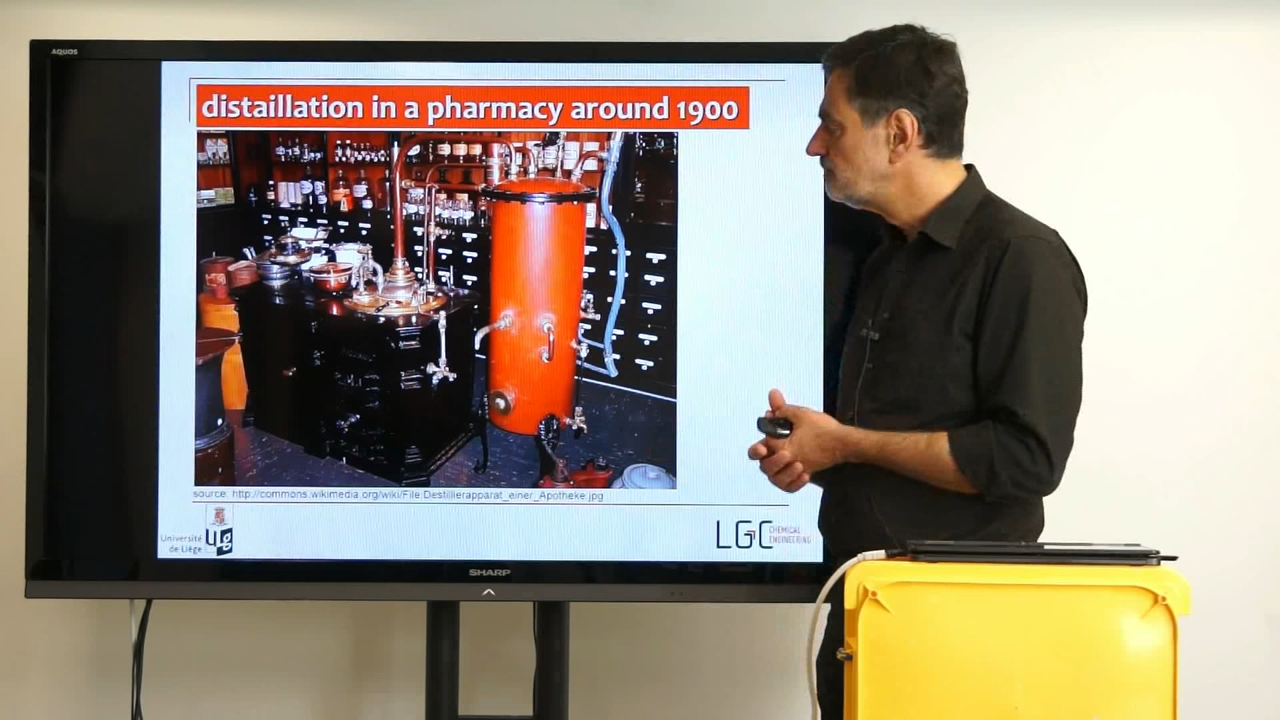 AQUOS
distaillation in a pharmacy around 1900
source: http://commons.wikimedia.org/wiki/File:Destillierapparat_einer_Apotheke.jpg
Université
de Liège
ULg
LGC
CHEMICAL
ENGINEERING
SHARP